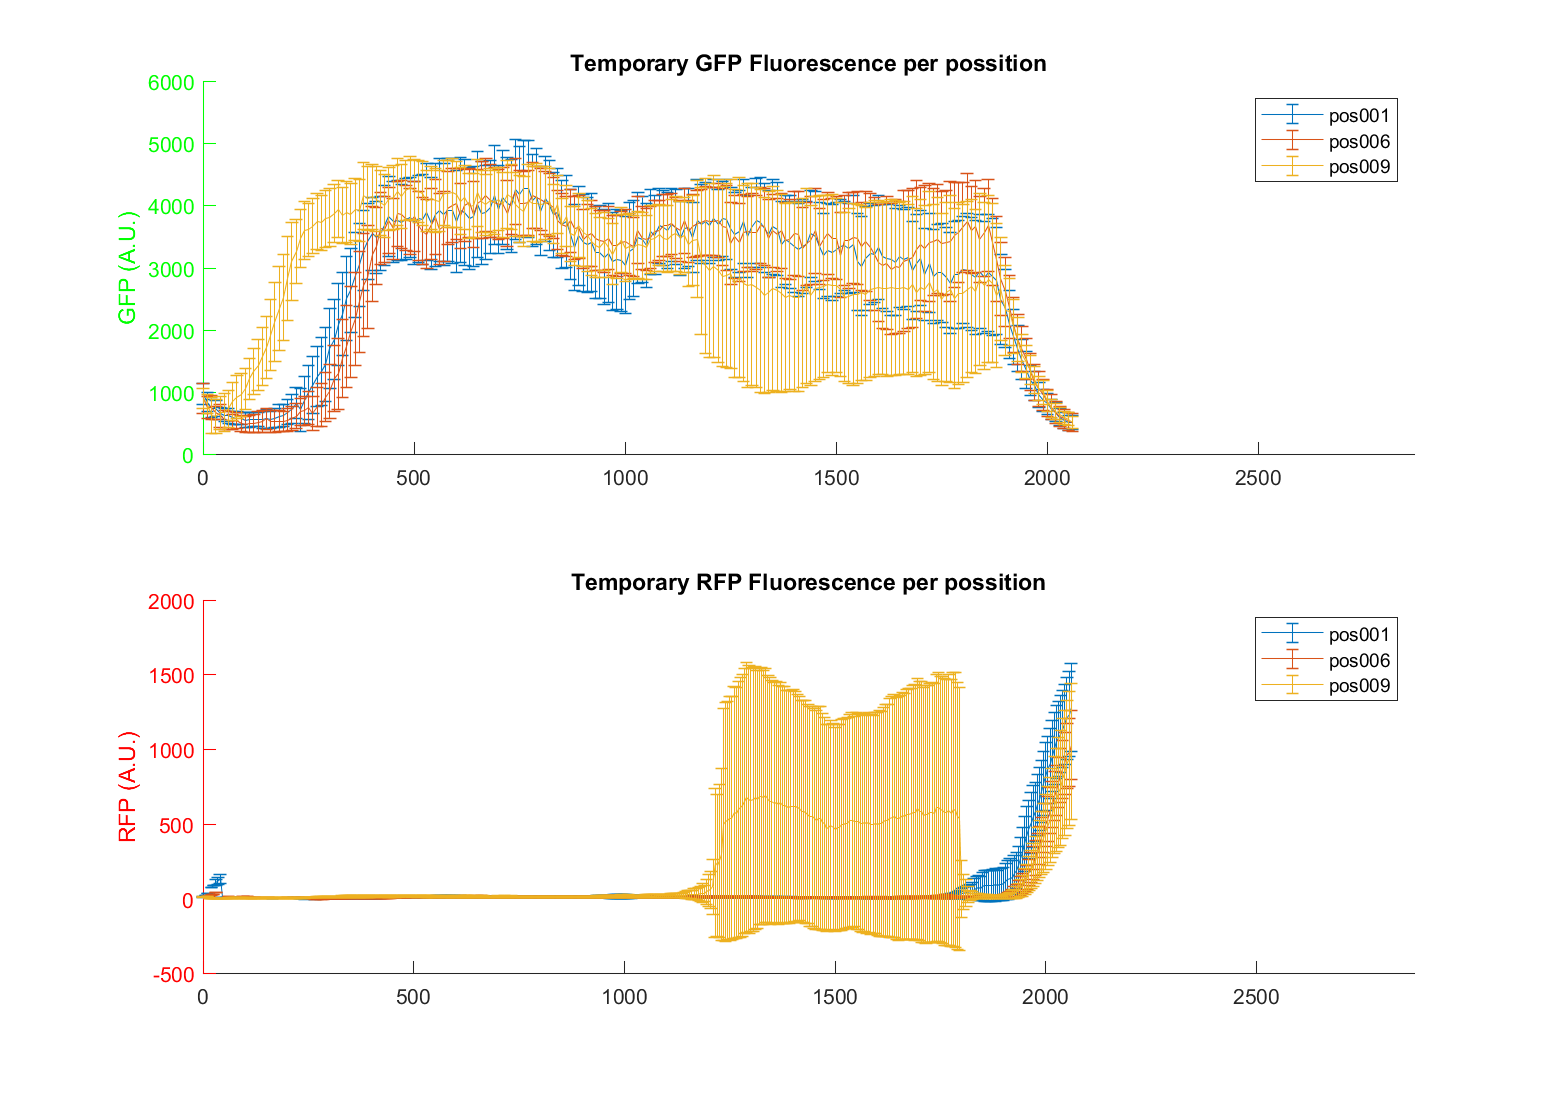 Temporary GFP Fluorescence per possition
6000
5000
4000
3000
2000
1000
0
GFP (A.U.)
0 500 1000 1500 2000 2500
pos001
pos006
pos009
Temporary RFP Fluorescence per possition
2000
1500
1000
500
0
-500
RFP (A.U.)
0 500 1000 1500 2000 2500
pos001
pos006
pos009